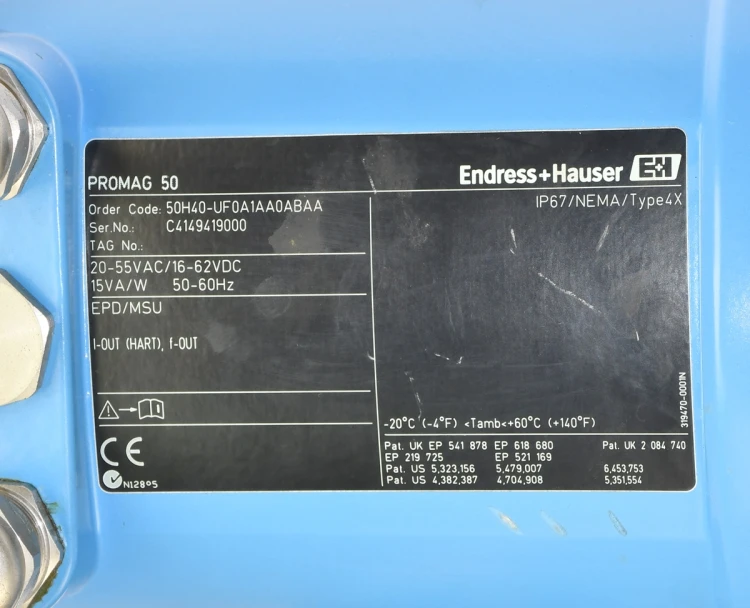 PROMAG 50
Endress+Hauser E+H
Order Code: 50H40-UF0A1AA0ABAA
IP67/NEMA/Type4X
Ser.No.: C4149419000
TAG No.:
20-55VAC/16-62VDC
15VA/W 50-60Hz
EPD/MSU
I-OUT (HART), f-OUT
319470-0001N
-20°C (-4°F) <Tamb<+60°C (+140°F)
Pat. UK EP 541 878 EP 618 680 Pat. UK 2 084 740
EP 219 725 EP 521 169
Pat. US 5,323,156 5,479,007 6,453,753
Pat. US 4,382,387 4,704,908 5,351,554
CE
N12895